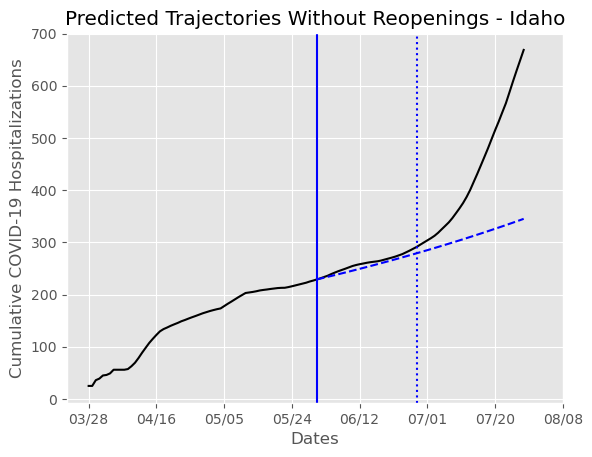 Predicted Trajectories Without Reopenings - Idaho
Cumulative COVID-19 Hospitalizations
700
600
500
400
300
200
100
0
03/28 04/16 05/05 05/24 06/12 07/01 07/20 08/08
Dates